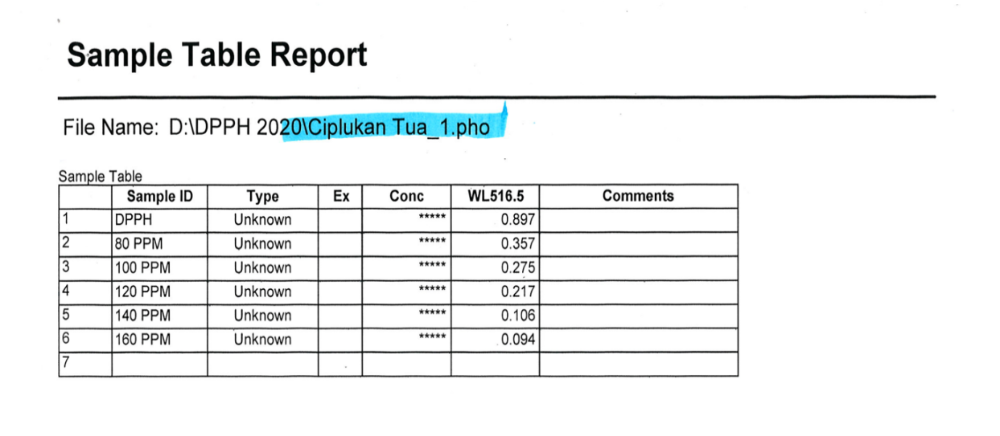 Sample Table Report
File Name: D:\DPPH 2020\Ciplukan Tua_1.pho
Sample Table
Sample ID Type Ex Conc WL516.5 Comments
1 DPPH Unknown ***** 0.897
2 80 PPM Unknown ***** 0.357
3 100 PPM Unknown ***** 0.275
4 120 PPM Unknown ***** 0.217
5 140 PPM Unknown ***** 0.106
6 160 PPM Unknown ***** 0.094
7